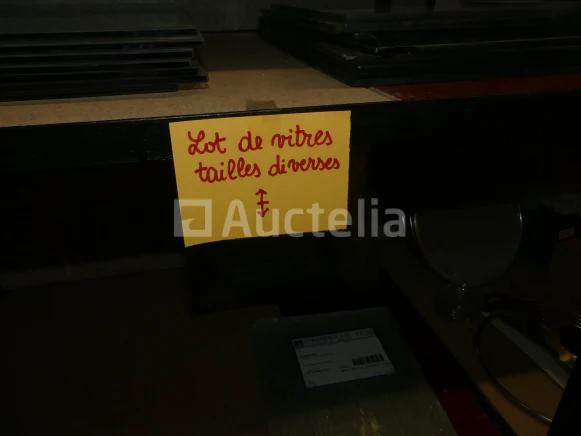 Lot de vitres
tailles diverses
Auctelia